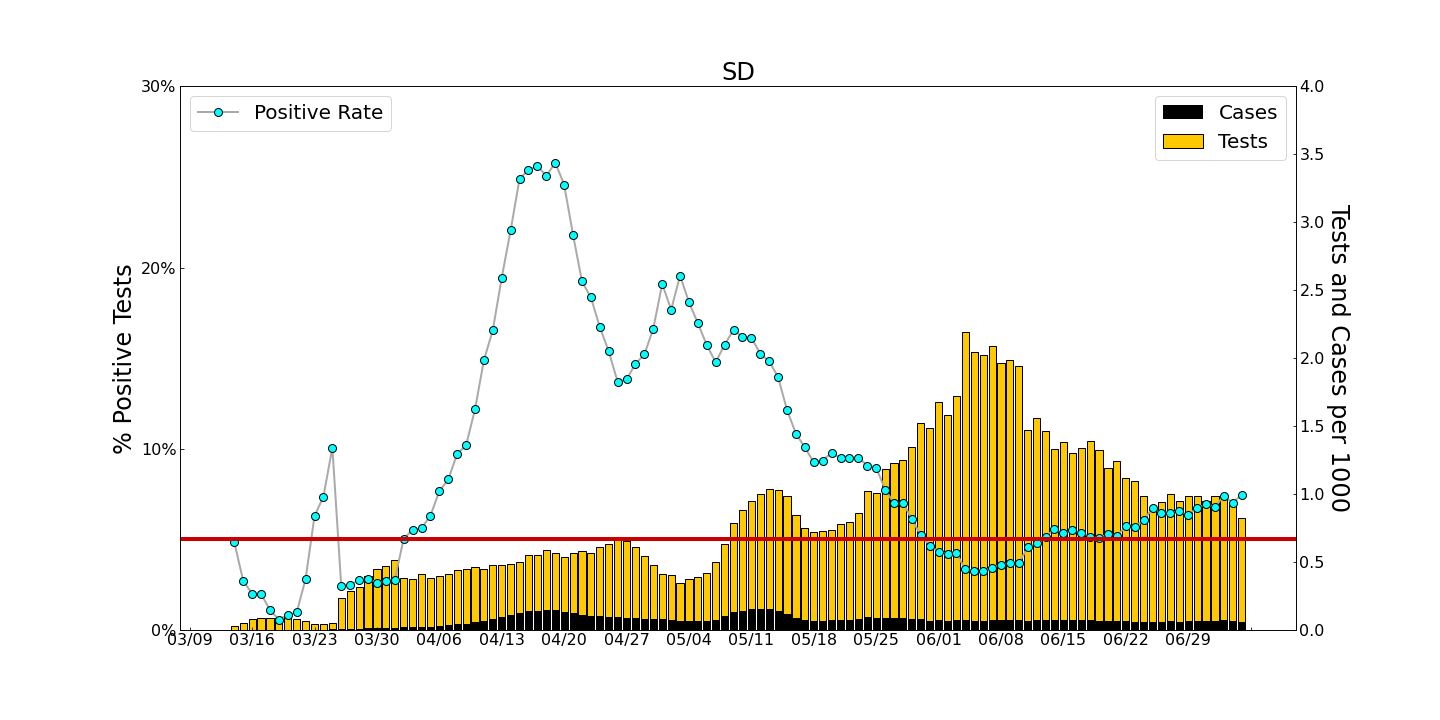 SD
30%
20%
10%
0%
% Positive Tests
Positive Rate
Cases
Tests
4.0
3.5
3.0
2.5
2.0
1.5
1.0
0.5
0.0
Tests and Cases per 1000
03/09 03/16 03/23 03/30 04/06 04/13 04/20 04/27 05/04 05/11 05/18 05/25 06/01 06/08 06/15 06/22 06/29